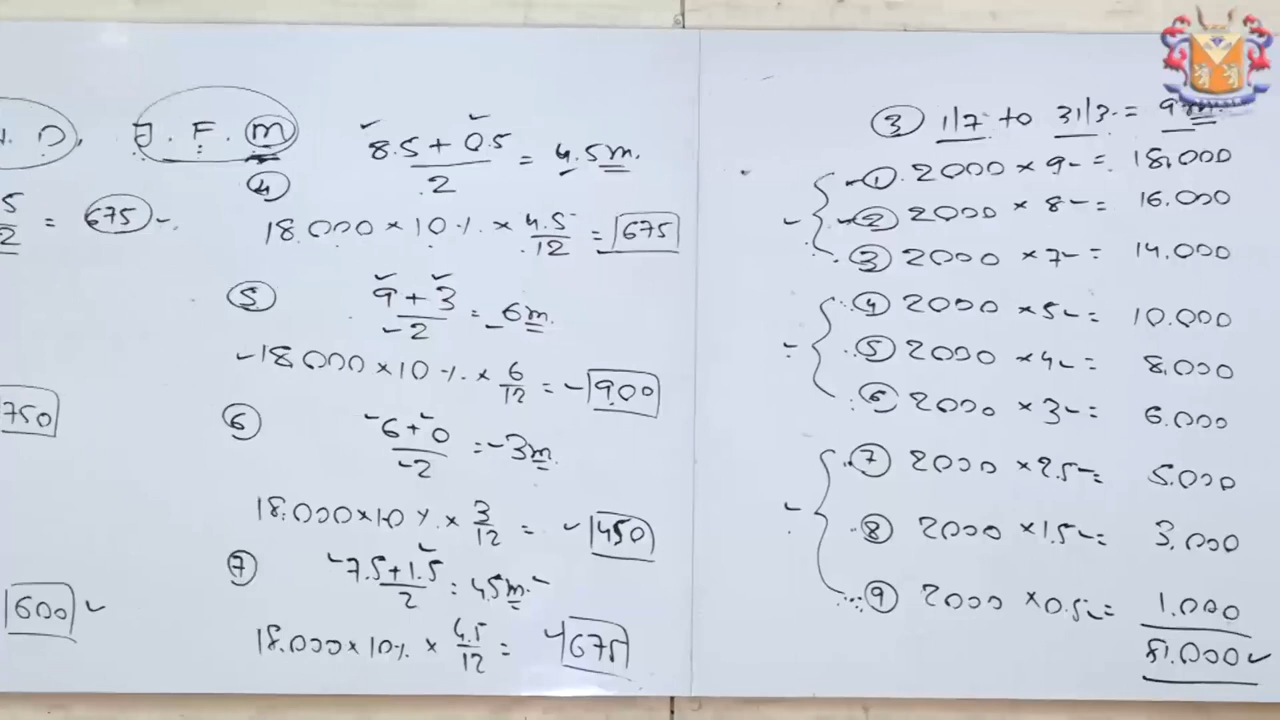 D, J. F. m
5/2 = 675
750
600
④ 8.5 + 0.5 / 2 = 4.5m.
18.000 × 10 % × 4.5/12 = 675
⑤ 9 + 3 / 2 = 6m.
18.000 × 10 % × 6/12 = 900
⑥ 6 + 0 / 2 = 3m.
18.000 × 10 % × 3/12 = 450
⑦ 7.5 + 1.5 / 2 = 4.5m.
18.000 × 10% × 4.5/12 = 675
③ 1/7 to 31/3 = 9m.
① 2000 × 9 = 18,000
② 2000 × 8 = 16.000
③ 2000 × 7 = 14.000
④ 2000 × 5 = 10.000
⑤ 2000 × 4 = 8,000
⑥ 2000 × 3 = 6.000
⑦ 2000 × 2.5 = 5.000
⑧ 2000 × 1.5 = 3.000
⑨ 2000 × 0.5 = 1.000
81.000